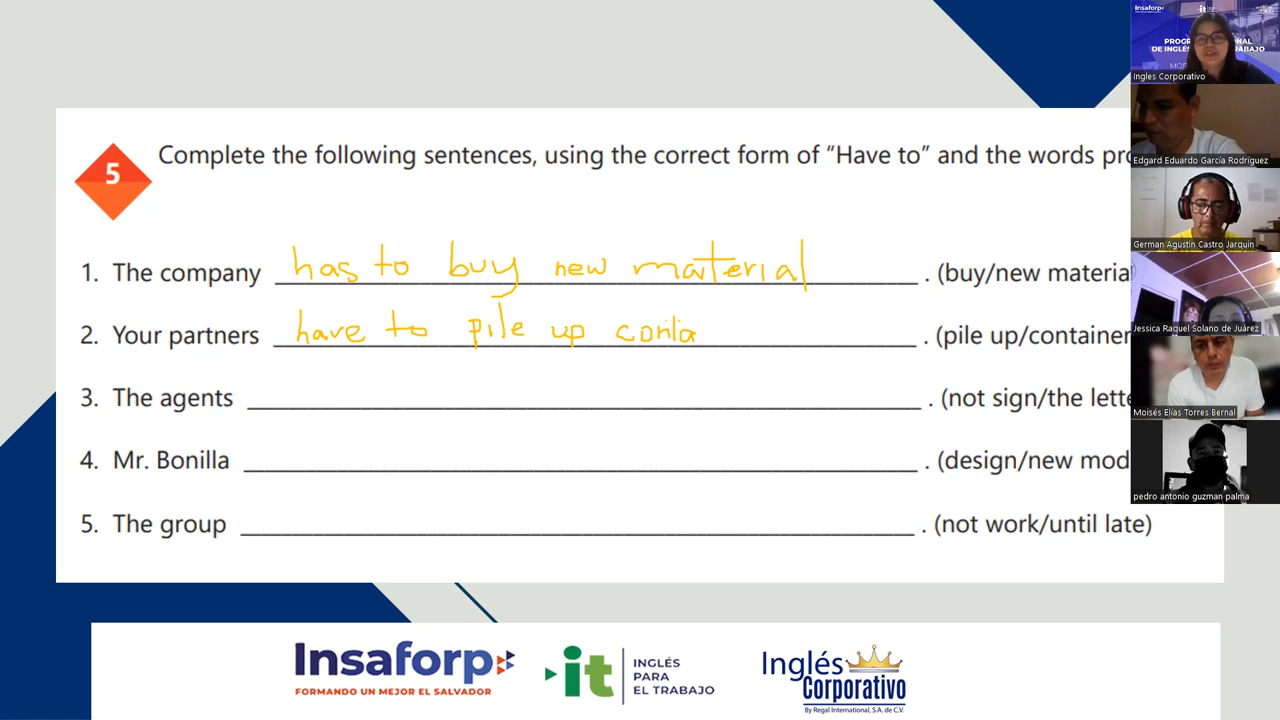 Complete the following sentences, using the correct form of “Have to” and the words
5
1. The company has to buy new material . (buy/new materia
2. Your partners have to pile up conta . (pile up/container
3. The agents . (not sign/the lette
4. Mr. Bonilla . (design/new mod
5. The group . (not work/until late)
Insaforp
FORMANDO UN MEJOR EL SALVADOR
it
INGLÉS
PARA
EL TRABAJO
Inglés
Corporativo
By Regal International, S.A. de C.V.
Insaforp
it
Ingles Corporativo
Edgard Eduardo García Rodríguez
German Agustin Castro Jarquin
Jessica Raquel Solano de Juárez
Moisés Elías Torres Bernal
pedro antonio guzman palma